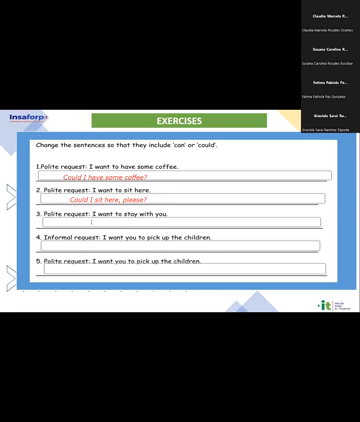 Claudia Marcela R...
Claudia Marcela Rosales Orantes
Susana Carolina R...
Susana Carolina Rosales Escobar
Fatima Fabiola Pa...
Fatima Fabiola Paz Gonzales
Graciela Sarai Ra...
Graciela Sarai Ramirez Zepeda
Insaforp
EXERCISES
Change the sentences so that they include 'can' or 'could'.
1.Polite request: I want to have some coffee.
Could I have some coffee?
2. Polite request: I want to sit here.
Could I sit here, please?
3. Polite request: I want to stay with you.
4. Informal request: I want you to pick up the children.
5. Polite request: I want you to pick up the children.
it